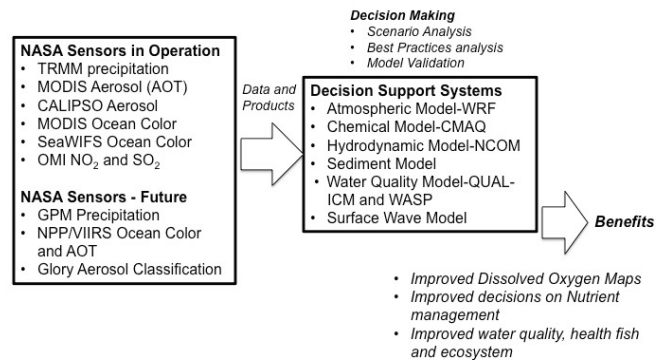 NASA Sensors in Operation
• TRMM precipitation
• MODIS Aerosol (AOT)
• CALIPSO Aerosol
• MODIS Ocean Color
• SeaWIFS Ocean Color
• OMI NO₂ and SO₂
NASA Sensors - Future
• GPM Precipitation
• NPP/VIIRS Ocean Color
and AOT
• Glory Aerosol Classification
Data and
Products
Decision Making
• Scenario Analysis
• Best Practices analysis
• Model Validation
Decision Support Systems
• Atmospheric Model-WRF
• Chemical Model-CMAQ
• Hydrodynamic Model-NCOM
• Sediment Model
• Water Quality Model-QUAL-
ICM and WASP
• Surface Wave Model
Benefits
• Improved Dissolved Oxygen Maps
• Improved decisions on Nutrient
management
• Improved water quality, health fish
and ecosystem